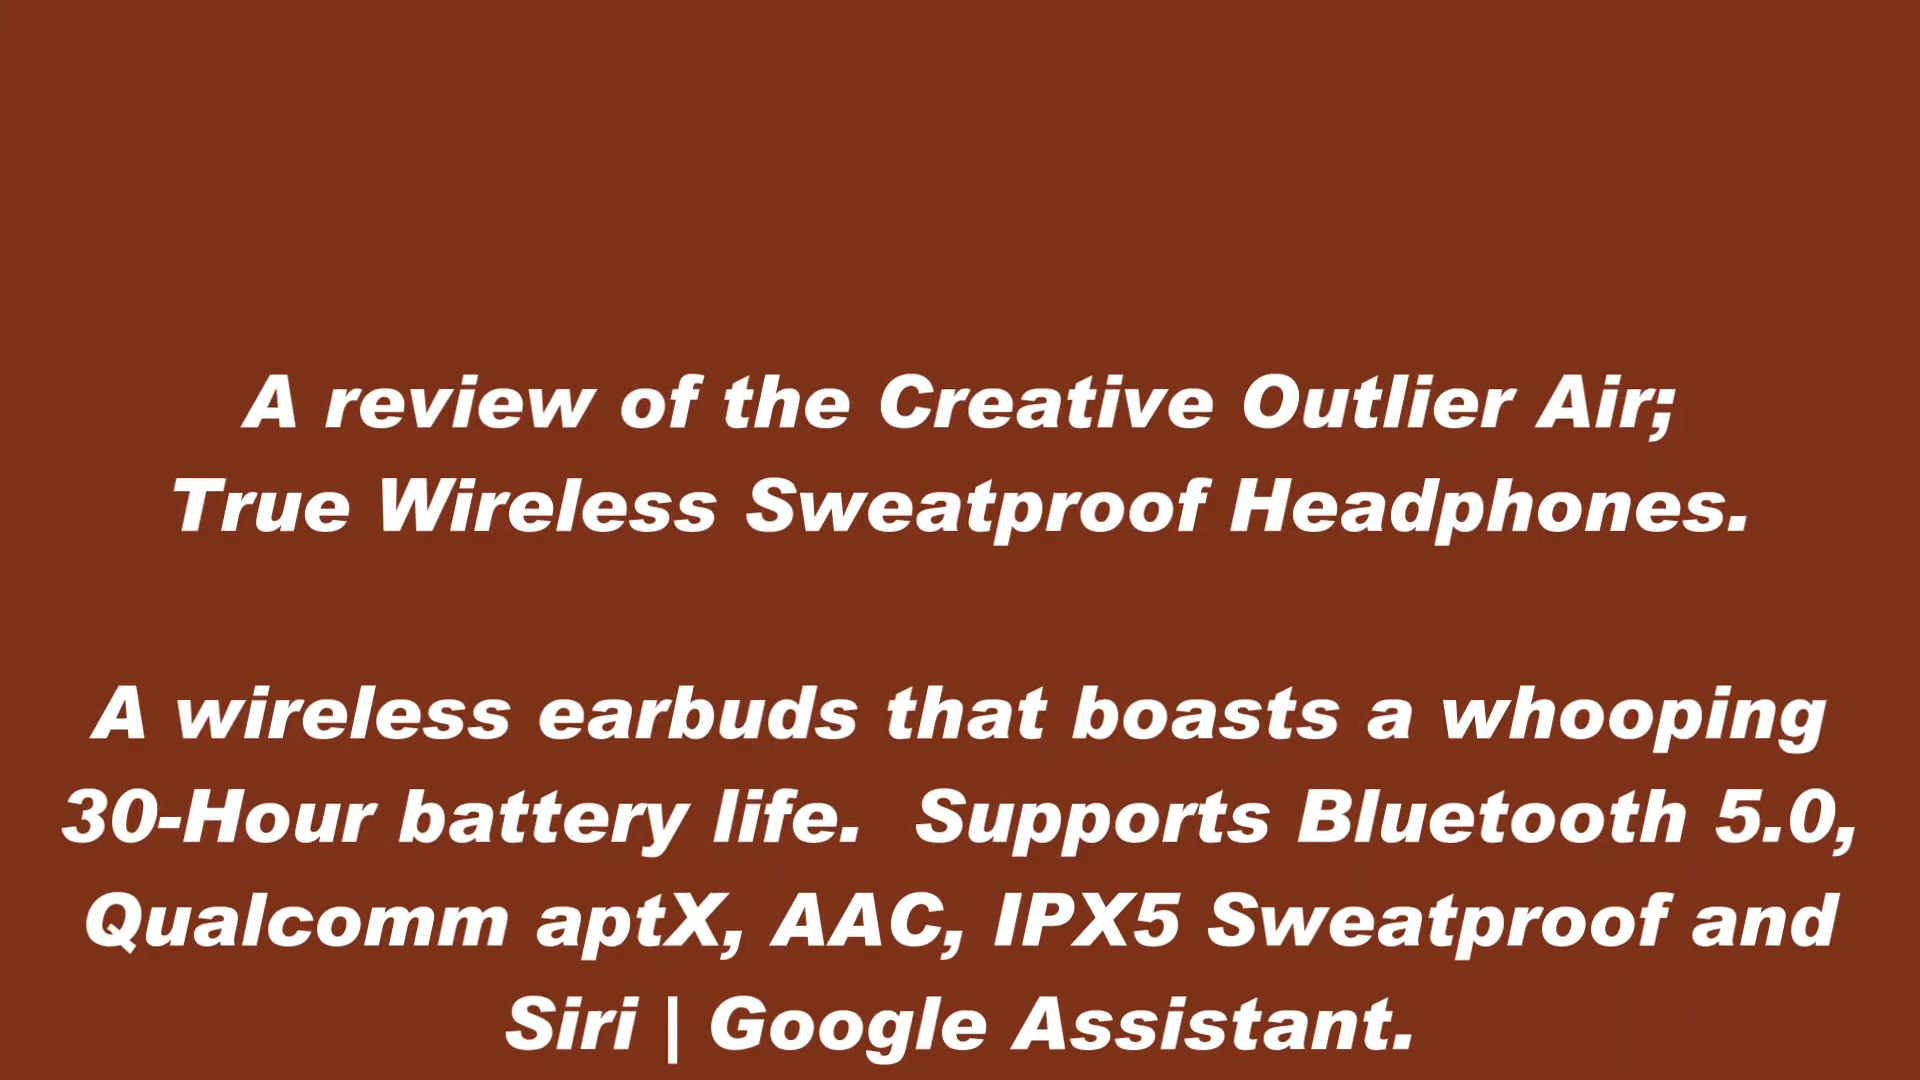 A review of the Creative Outlier Air;
True Wireless Sweatproof Headphones.
A wireless earbuds that boasts a whooping
30-Hour battery life.  Supports Bluetooth 5.0,
Qualcomm aptX, AAC, IPX5 Sweatproof and
Siri | Google Assistant.